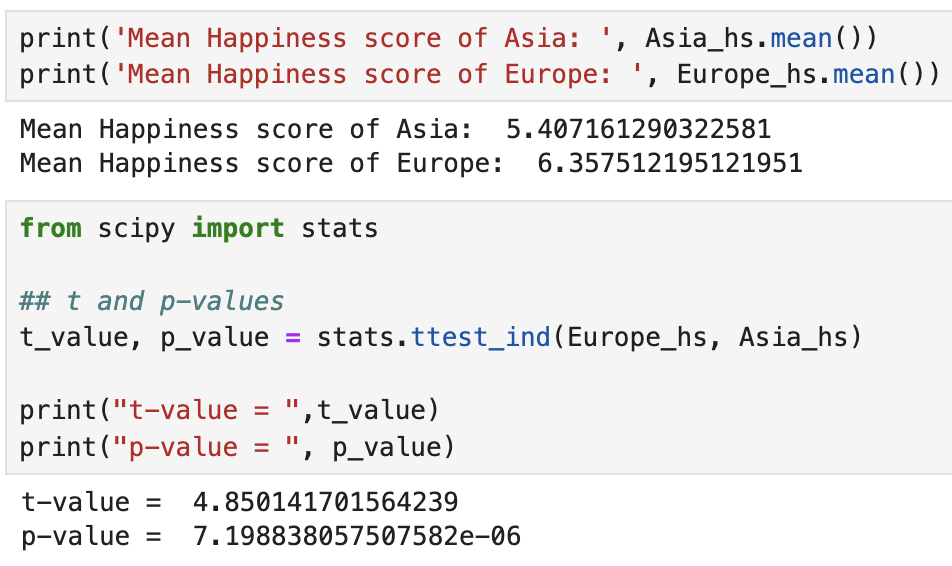 print('Mean Happiness score of Asia: ', Asia_hs.mean())
print('Mean Happiness score of Europe: ', Europe_hs.mean())
Mean Happiness score of Asia:  5.407161290322581
Mean Happiness score of Europe:  6.357512195121951
from scipy import stats
## t and p-values
t_value, p_value = stats.ttest_ind(Europe_hs, Asia_hs)
print("t-value = ",t_value)
print("p-value = ", p_value)
t-value =  4.850141701564239
p-value =  7.198838057507582e-06